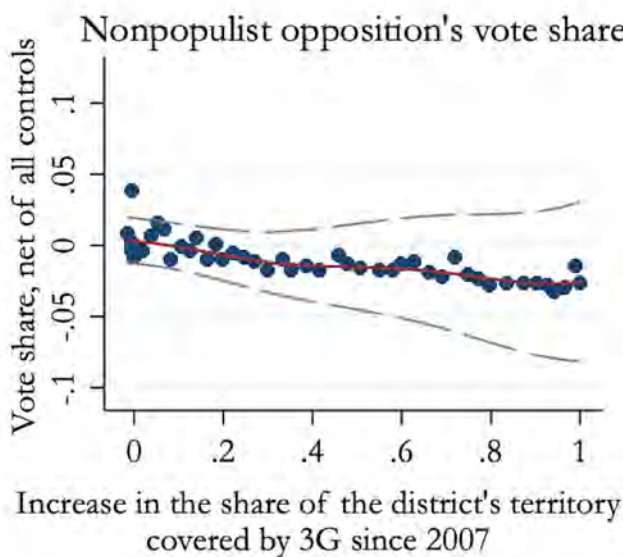 Nonpopulist opposition's vote share
Vote share, net of all controls
.1
.05
0
-.05
-.1
0 .2 .4 .6 .8 1
Increase in the share of the district's territory
covered by 3G since 2007